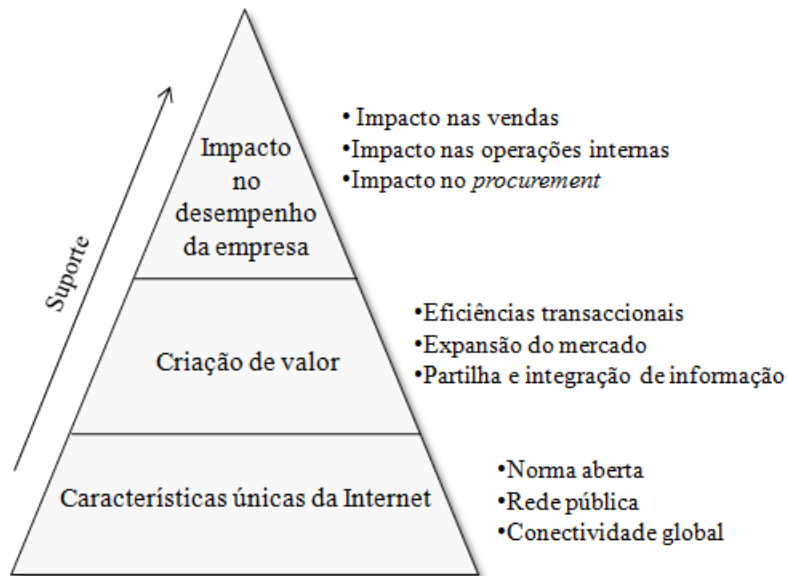 • Impacto nas vendas
•Impacto nas operações internas
•Impacto no procurement
Impacto
no
desempenho
da empresa
Suporte
•Eficiências transaccionais
•Expansão do mercado
•Partilha e integração de informação
Criação de valor
•Norma aberta
•Rede pública
•Conectividade global
Características únicas da Internet